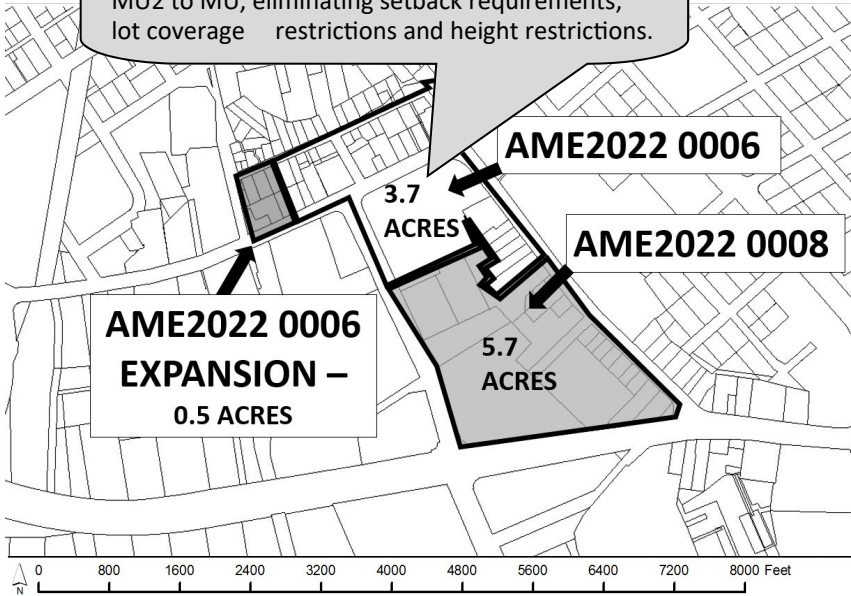 MU2 to MU, eliminating setback requirements,
lot coverage restrictions and height restrictions.
AME2022 0006
3.7
ACRES
AME2022 0008
AME2022 0006
EXPANSION –
0.5 ACRES
5.7
ACRES
N
0 800 1600 2400 3200 4000 4800 5600 6400 7200 8000 Feet